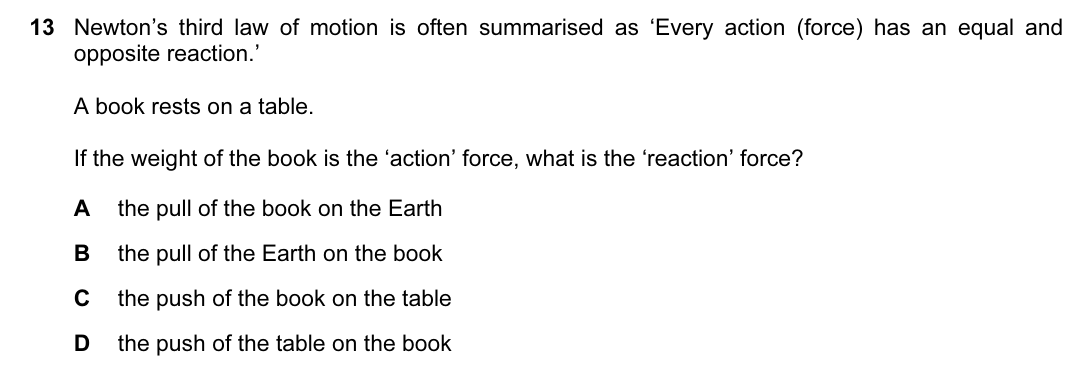 13 Newton’s third law of motion is often summarised as ‘Every action (force) has an equal and
opposite reaction.’
A book rests on a table.
If the weight of the book is the ‘action’ force, what is the ‘reaction’ force?
A the pull of the book on the Earth
B the pull of the Earth on the book
C the push of the book on the table
D the push of the table on the book